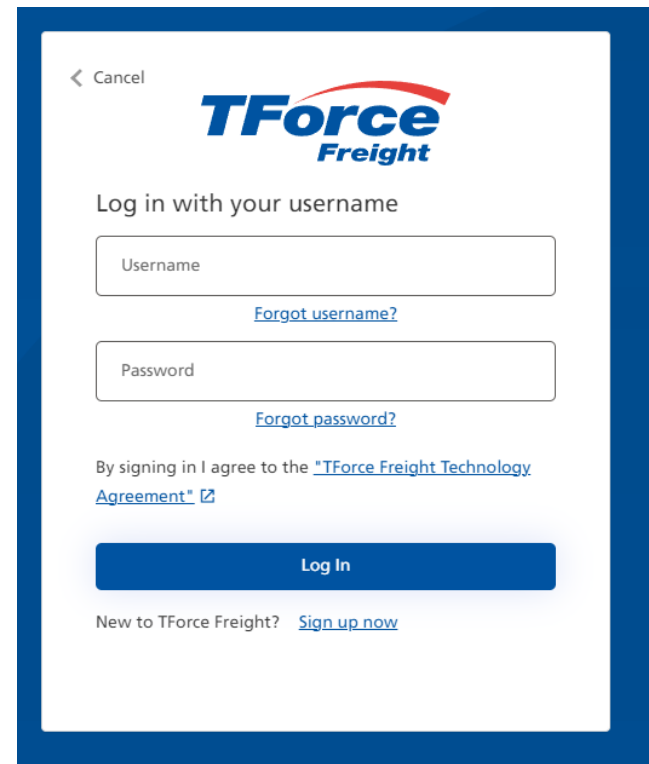 Cancel
TForce
Freight
Log in with your username
Username
Forgot username?
Password
Forgot password?
By signing in I agree to the "TForce Freight Technology
Agreement"
Log In
New to TForce Freight? Sign up now